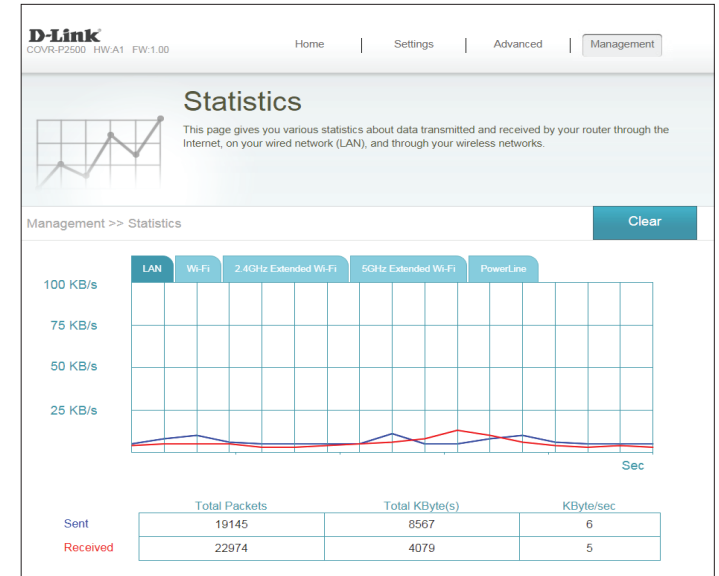 D-Link
COVR-P2500 HW:A1 FW:1.00
Home | Settings | Advanced | Management
Statistics
This page gives you various statistics about data transmitted and received by your router through the
Internet, on your wired network (LAN), and through your wireless networks.
Management >> Statistics
Clear
LAN Wi-Fi 2.4GHz Extended Wi-Fi 5GHz Extended Wi-Fi PowerLine
100 KB/s
75 KB/s
50 KB/s
25 KB/s
Sec
Total Packets Total KByte(s) KByte/sec
Sent 19145 8567 6
Received 22974 4079 5